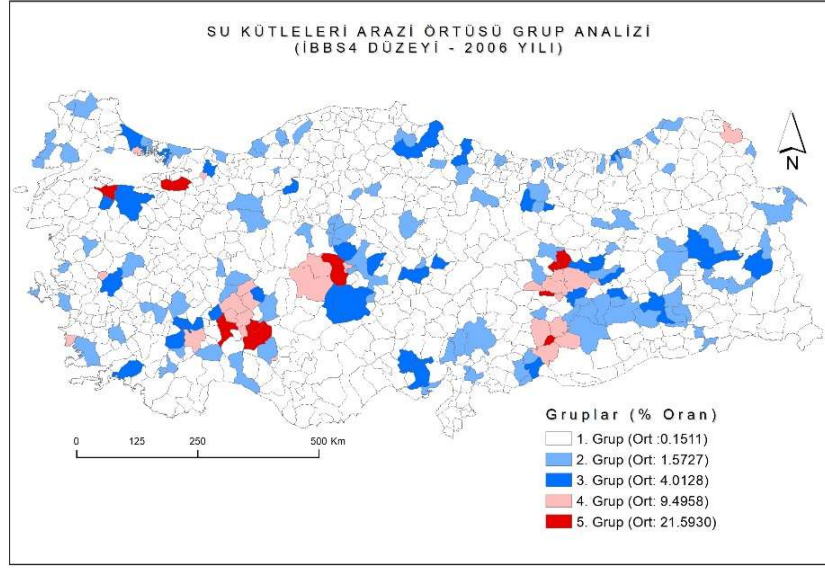 SU KÜTLELERİ ARAZİ ÖRTÜSÜ GRUP ANALİZİ
(İBBS4 DÜZEYİ - 2006 YILI)
N
Gruplar (% Oran)
1. Grup (Ort :0.1511)
2. Grup (Ort: 1.5727)
3. Grup (Ort: 4.0128)
4. Grup (Ort: 9.4958)
5. Grup (Ort: 21.5930)
0 125 250 500 Km